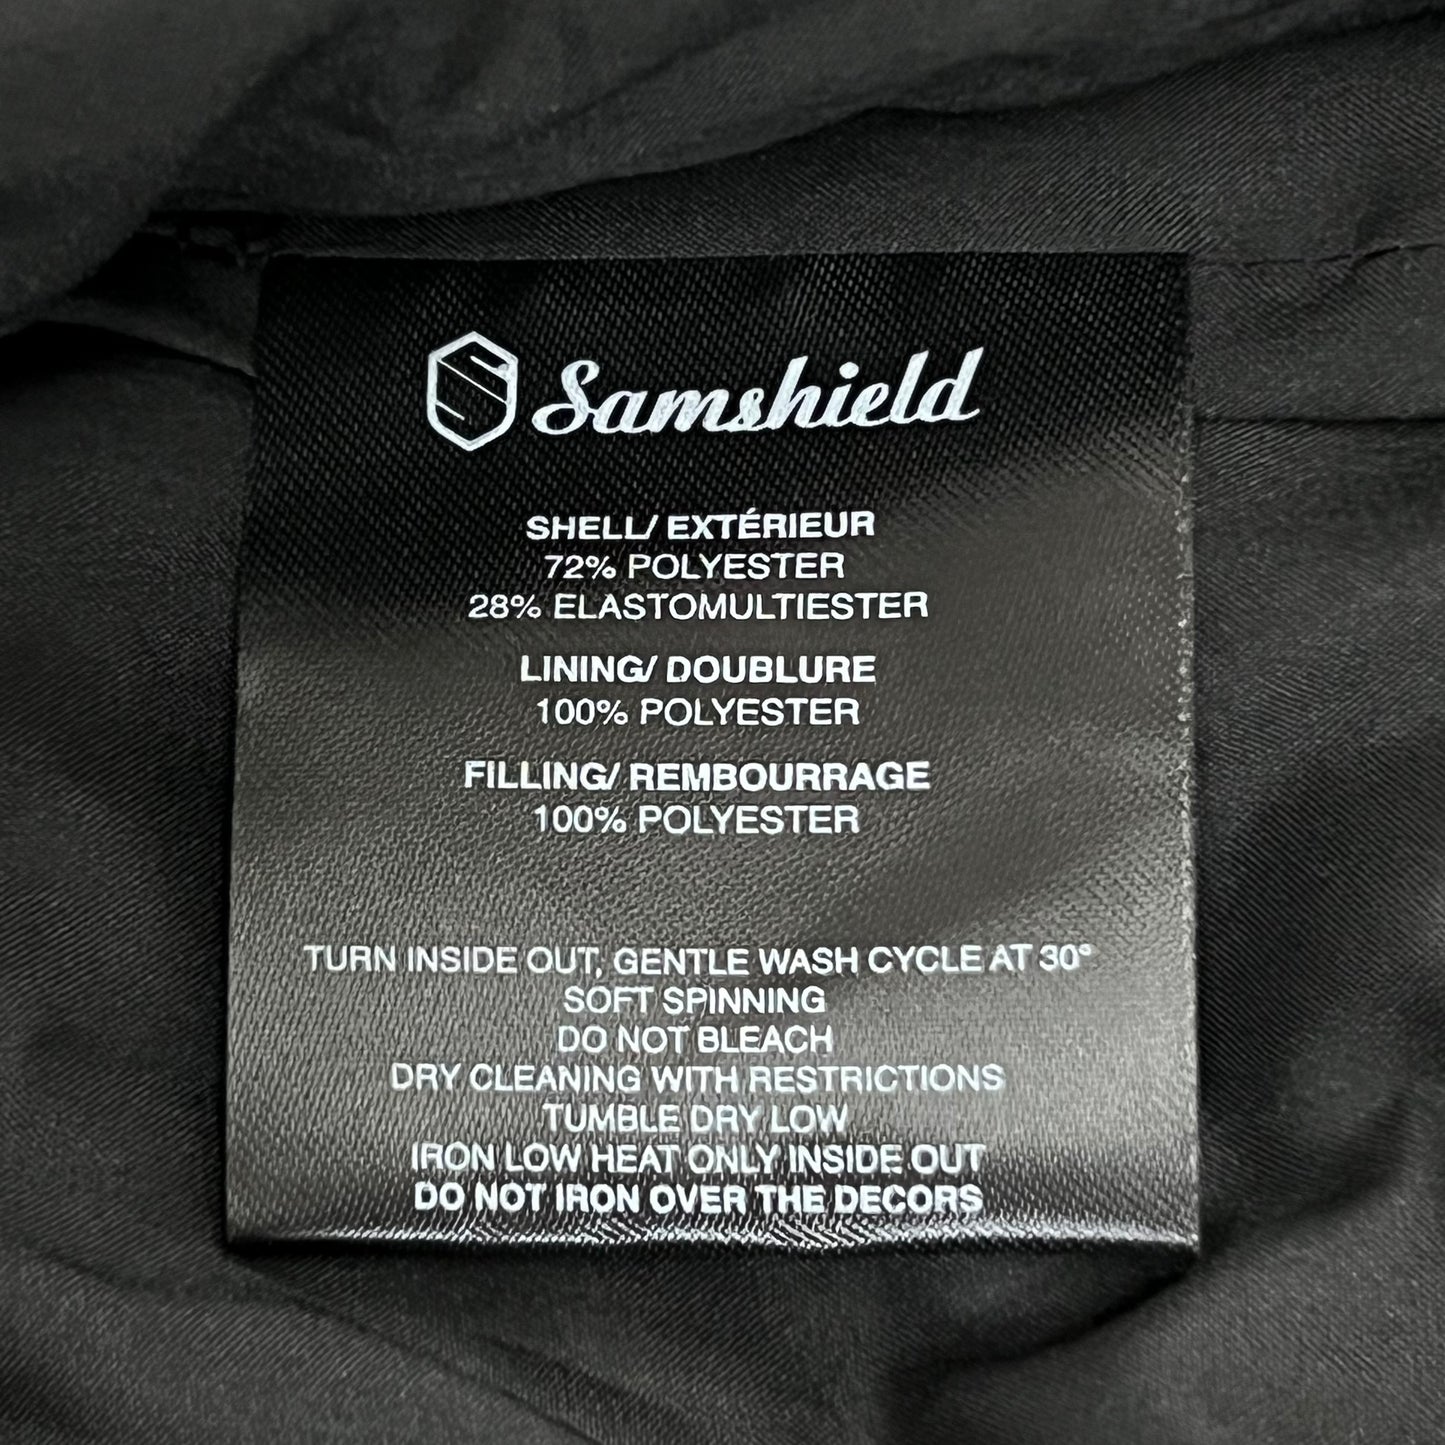 Samshield
SHELL/ EXTÉRIEUR
72% POLYESTER
28% ELASTOMULTIESTER
LINING/ DOUBLURE
100% POLYESTER
FILLING/ REMBOURRAGE
100% POLYESTER
TURN INSIDE OUT, GENTLE WASH CYCLE AT 30°
SOFT SPINNING
DO NOT BLEACH
DRY CLEANING WITH RESTRICTIONS
TUMBLE DRY LOW
IRON LOW HEAT ONLY INSIDE OUT
DO NOT IRON OVER THE DECORS